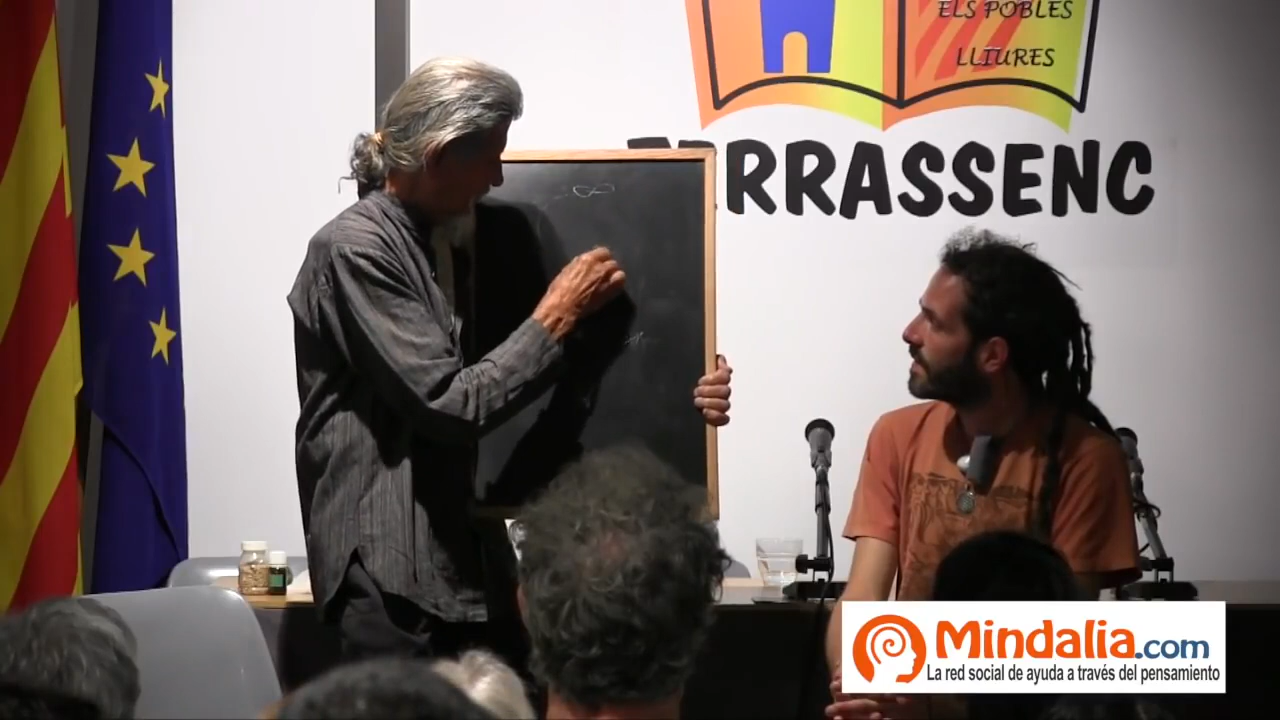 ELS POBLES
LLIURES
RRASSENC
Mindalia.com
La red social de ayuda a través del pensamiento